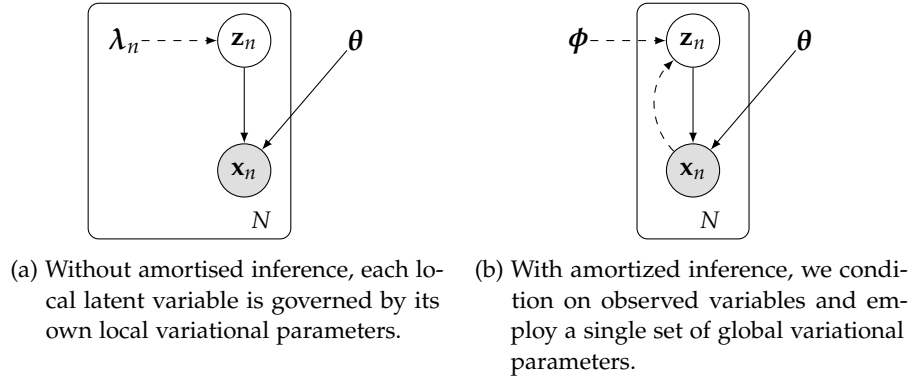 λn zn θ
xn
N
ϕ zn θ
xn
N
(a) Without amortised inference, each lo-
cal latent variable is governed by its
own local variational parameters.
(b) With amortized inference, we condi-
tion on observed variables and em-
ploy a single set of global variational
parameters.